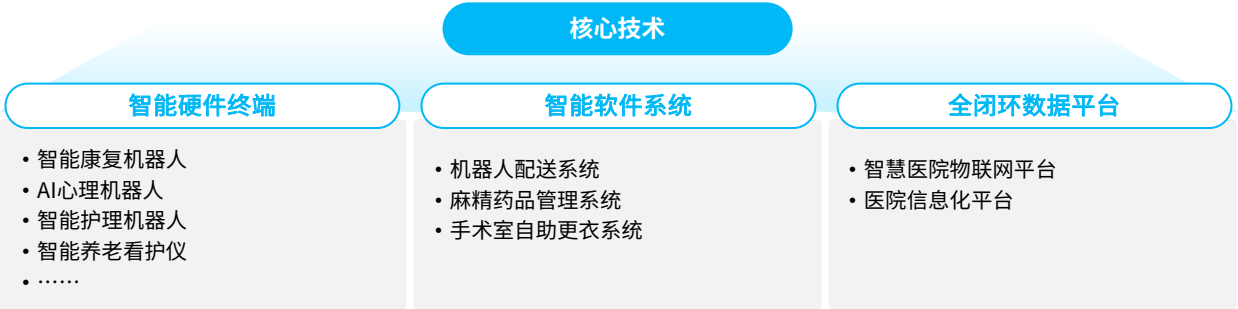 核心技术
智能硬件终端
• 智能康复机器人
• AI心理机器人
• 智能护理机器人
• 智能养老看护仪
• ……
智能软件系统
• 机器人配送系统
• 麻精药品管理系统
• 手术室自助更衣系统
全闭环数据平台
• 智慧医院物联网平台
• 医院信息化平台